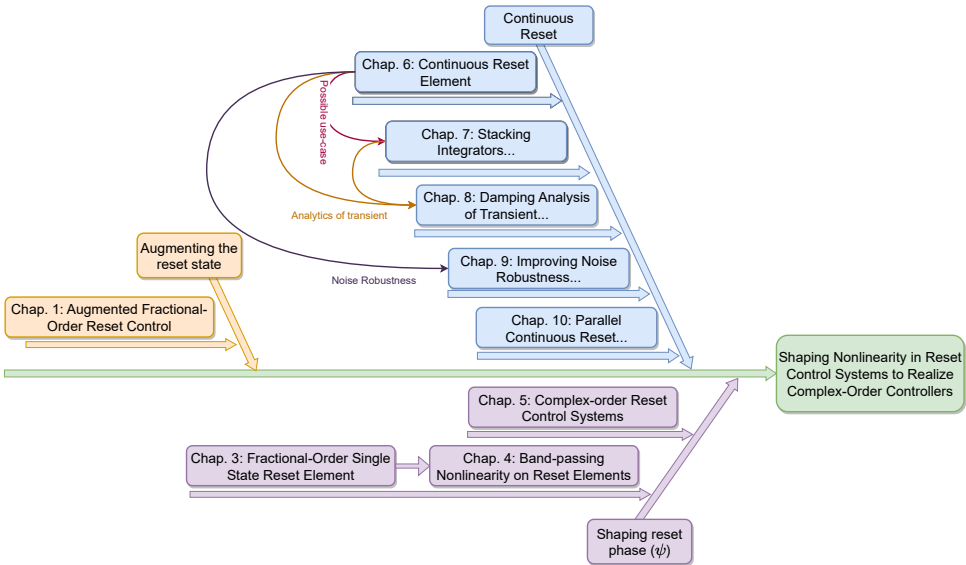 Continuous
Reset
Chap. 6: Continuous Reset
Element
Possible use-case
Chap. 7: Stacking
Integrators...
Chap. 8: Damping Analysis
of Transient...
Analytics of transient
Chap. 9: Improving Noise
Robustness...
Noise Robustness
Chap. 10: Parallel
Continuous Reset...
Augmenting the
reset state
Chap. 1: Augmented Fractional-
Order Reset Control
Shaping Nonlinearity in Reset
Control Systems to Realize
Complex-Order Controllers
Chap. 5: Complex-order Reset
Control Systems
Chap. 3: Fractional-Order Single
State Reset Element
Chap. 4: Band-passing
Nonlinearity on Reset Elements
Shaping reset
phase (ψ)